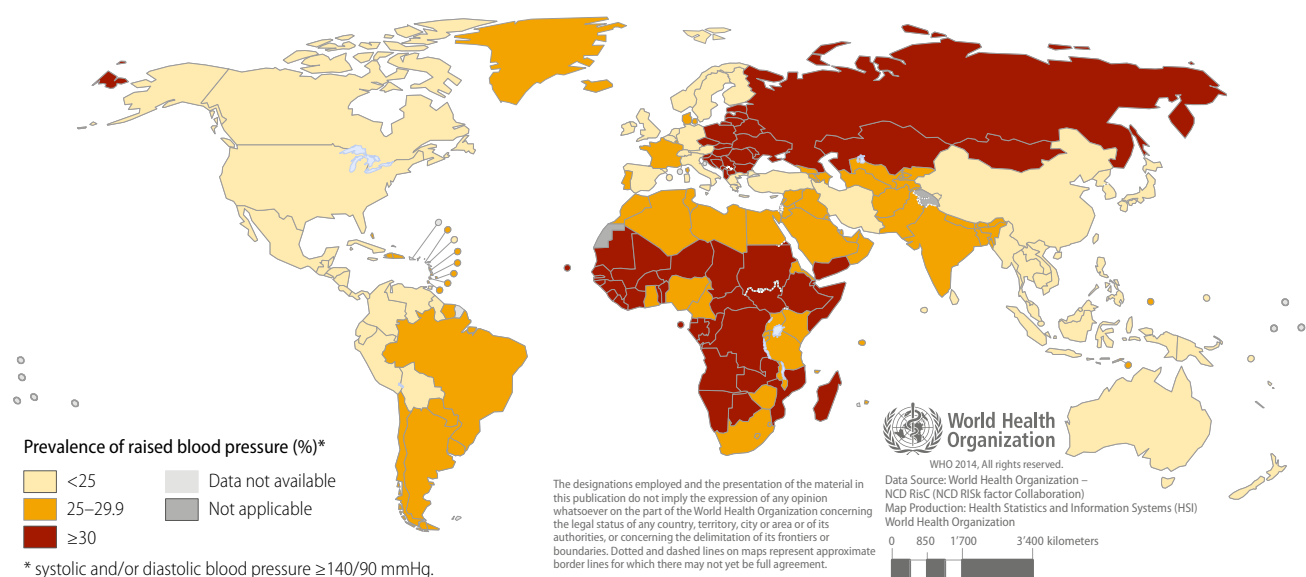 Prevalence of raised blood pressure (%)*
<25
25–29.9
≥30
Data not available
Not applicable
* systolic and/or diastolic blood pressure ≥140/90 mmHg.
The designations employed and the presentation of the material in
this publication do not imply the expression of any opinion
whatsoever on the part of the World Health Organization concerning
the legal status of any country, territory, city or area or of its
authorities, or concerning the delimitation of its frontiers or
boundaries. Dotted and dashed lines on maps represent approximate
border lines for which there may not yet be full agreement.
World Health
Organization
WHO 2014, All rights reserved.
Data Source: World Health Organization –
NCD RisC (NCD RISk factor Collaboration)
Map Production: Health Statistics and Information Systems (HSI)
World Health Organization
0 850 1'700 3'400 kilometers